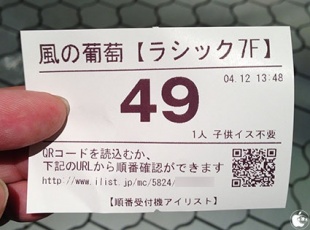 風の葡萄【ラシック7F】
04.12 13:48
49
1人 子供イス不要
QRコードを読込むか、
下記のURLから順番確認ができます
http://www.ilist.jp/mc/5824/
【順番受付機アイリスト】